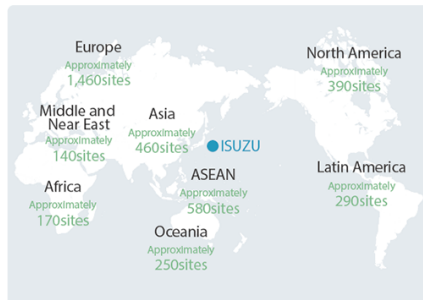 Europe
Approximately
1,460sites
North America
Approximately
390sites
Middle and
Near East
Approximately
140sites
Asia
Approximately
460sites
ISUZU
ASEAN
Approximately
580sites
Latin America
Approximately
290sites
Africa
Approximately
170sites
Oceania
Approximately
250sites